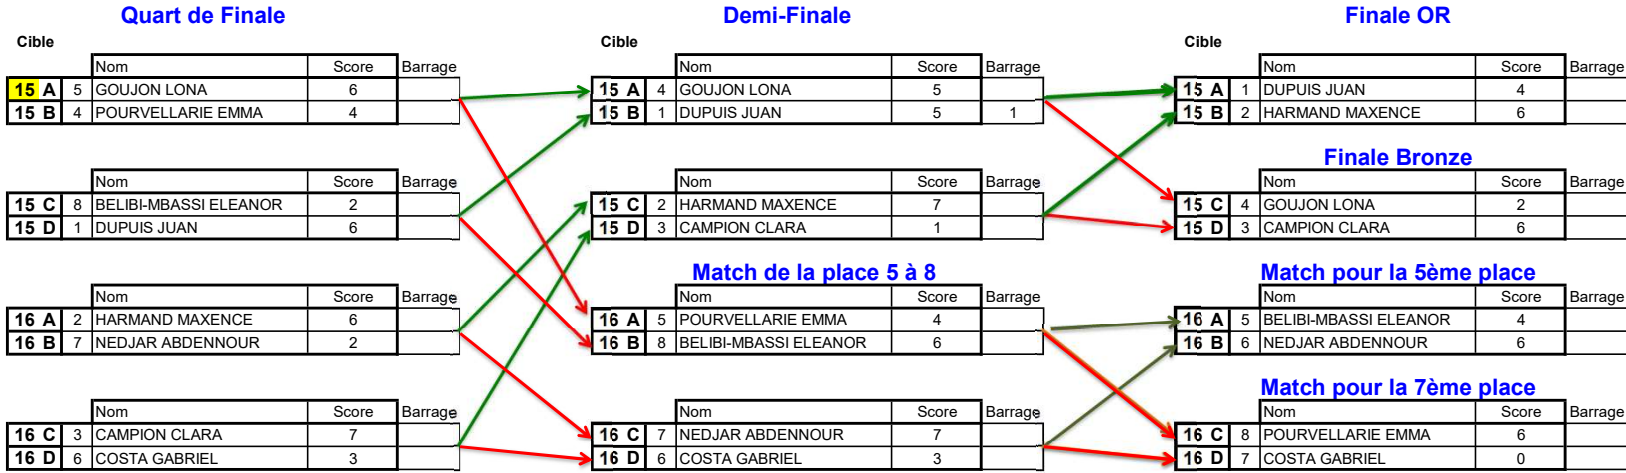 Quart de Finale Demi-Finale Finale OR
Cible Cible Cible
Nom Score Barrage Nom Score Barrage Nom Score Barrage
15 A 5 GOUJON LONA 6 15 A 4 GOUJON LONA 5 15 A 1 DUPUIS JUAN 4
15 B 4 POURVELLARIE EMMA 4 15 B 1 DUPUIS JUAN 5 1 15 B 2 HARMAND MAXENCE 6
Finale Bronze
Nom Score Barrage Nom Score Barrage Nom Score Barrage
15 C 8 BELIBI-MBASSI ELEANOR 2 15 C 2 HARMAND MAXENCE 7 15 C 4 GOUJON LONA 2
15 D 1 DUPUIS JUAN 6 15 D 3 CAMPION CLARA 1 15 D 3 CAMPION CLARA 6
Match de la place 5 à 8 Match pour la 5ème place
Nom Score Barrage Nom Score Barrage Nom Score Barrage
16 A 2 HARMAND MAXENCE 6 16 A 5 POURVELLARIE EMMA 4 16 A 5 BELIBI-MBASSI ELEANOR 4
16 B 7 NEDJAR ABDENNOUR 2 16 B 8 BELIBI-MBASSI ELEANOR 6 16 B 6 NEDJAR ABDENNOUR 6
Match pour la 7ème place
Nom Score Barrage Nom Score Barrage Nom Score Barrage
16 C 3 CAMPION CLARA 7 16 C 7 NEDJAR ABDENNOUR 7 16 C 8 POURVELLARIE EMMA 6
16 D 6 COSTA GABRIEL 3 16 D 6 COSTA GABRIEL 3 16 D 7 COSTA GABRIEL 0